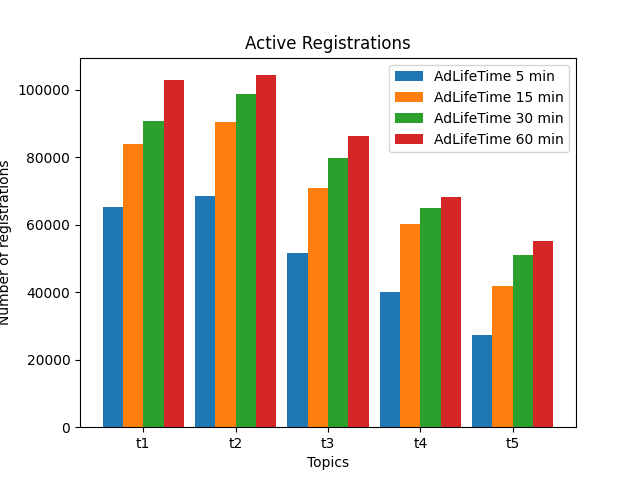 Active Registrations
AdLifeTime 5 min
AdLifeTime 15 min
AdLifeTime 30 min
AdLifeTime 60 min
Number of registrations
100000
80000
60000
40000
20000
0
t1 t2 t3 t4 t5
Topics